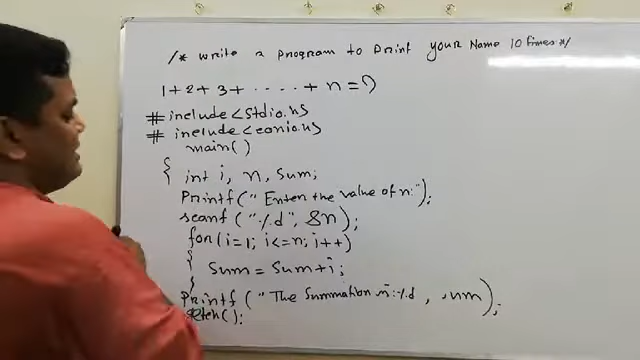 /* write a program to Print your Name 10 times */
1+2+3+.....+ n=?
#include<stdio.h>
#include<conio.h>
main()
{ int i, n, sum;
Printf("Enter the value of n:");
scanf("%d", &n);
for(i=1; i<=n; i++)
{
sum = sum+i;
}
printf("The Summation is:%d , sum);
getch();